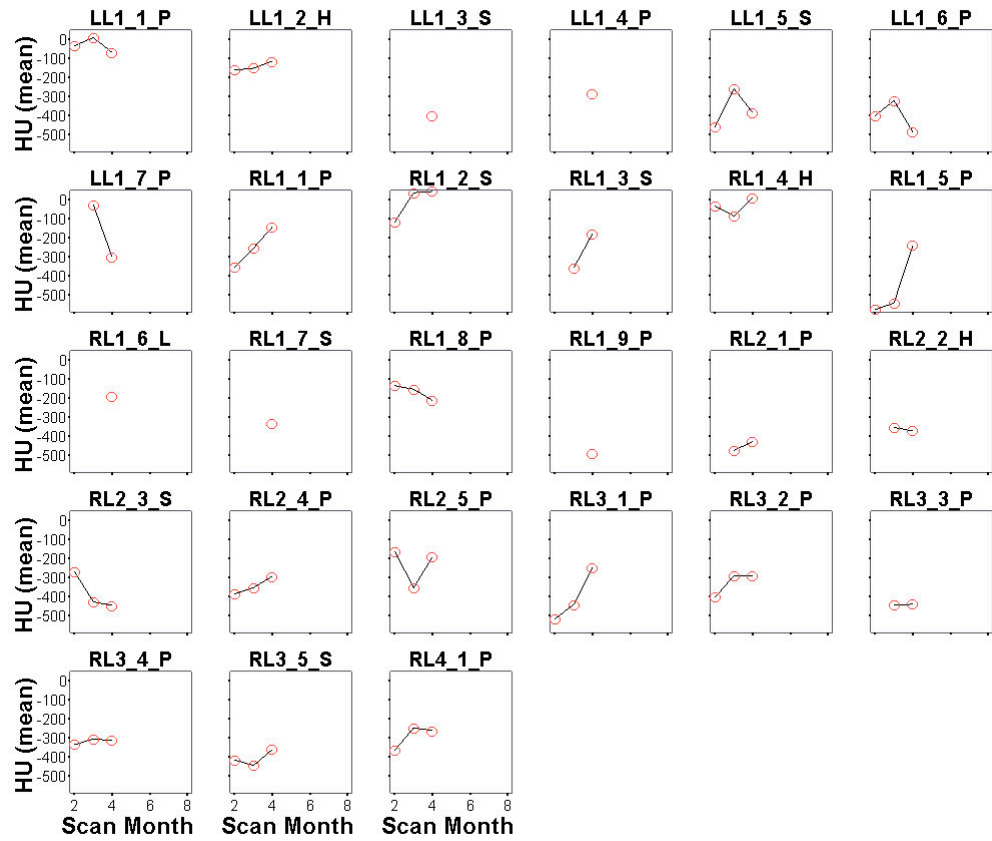 LL1_1_P LL1_2_H LL1_3_S LL1_4_P LL1_5_S LL1_6_P
HU (mean)
0
-100
-200
-300
-400
-500
LL1_7_P RL1_1_P RL1_2_S RL1_3_S RL1_4_H RL1_5_P
HU (mean)
0
-100
-200
-300
-400
-500
RL1_6_L RL1_7_S RL1_8_P RL1_9_P RL2_1_P RL2_2_H
HU (mean)
0
-100
-200
-300
-400
-500
RL2_3_S RL2_4_P RL2_5_P RL3_1_P RL3_2_P RL3_3_P
HU (mean)
0
-100
-200
-300
-400
-500
RL3_4_P RL3_5_S RL4_1_P
HU (mean)
0
-100
-200
-300
-400
-500
2 4 6 8 2 4 6 8 2 4 6 8
Scan Month Scan Month Scan Month